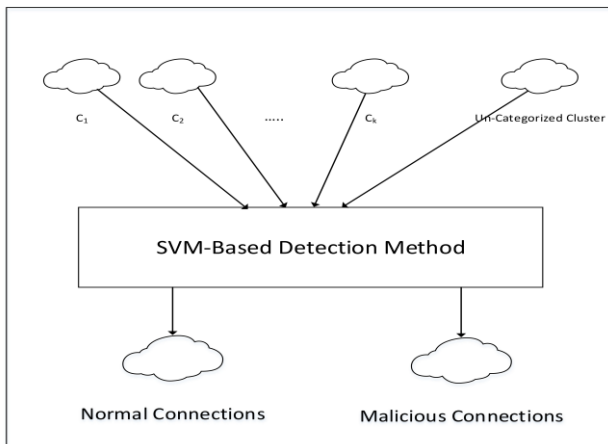 C1 C2 ..... Ck Un-Categorized Cluster
SVM-Based Detection Method
Normal Connections Malicious Connections